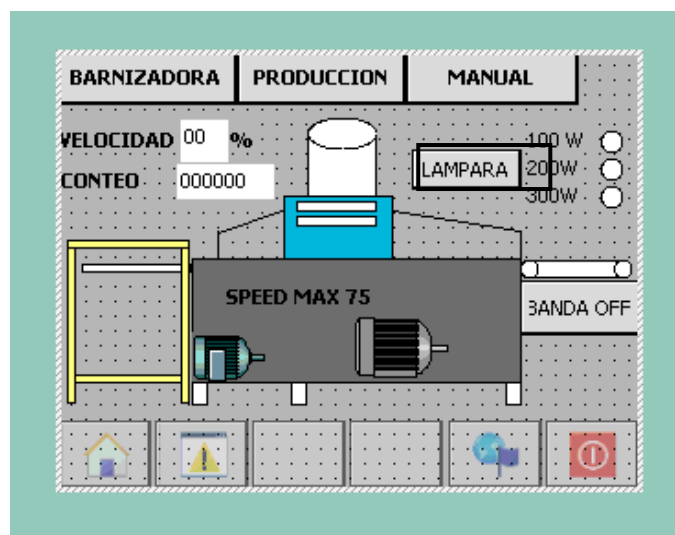 BARNIZADORA PRODUCCION MANUAL
VELOCIDAD 00 %
100 W
LAMPARA 200W
CONTEO 000000
300W
SPEED MAX 75
BANDA OFF